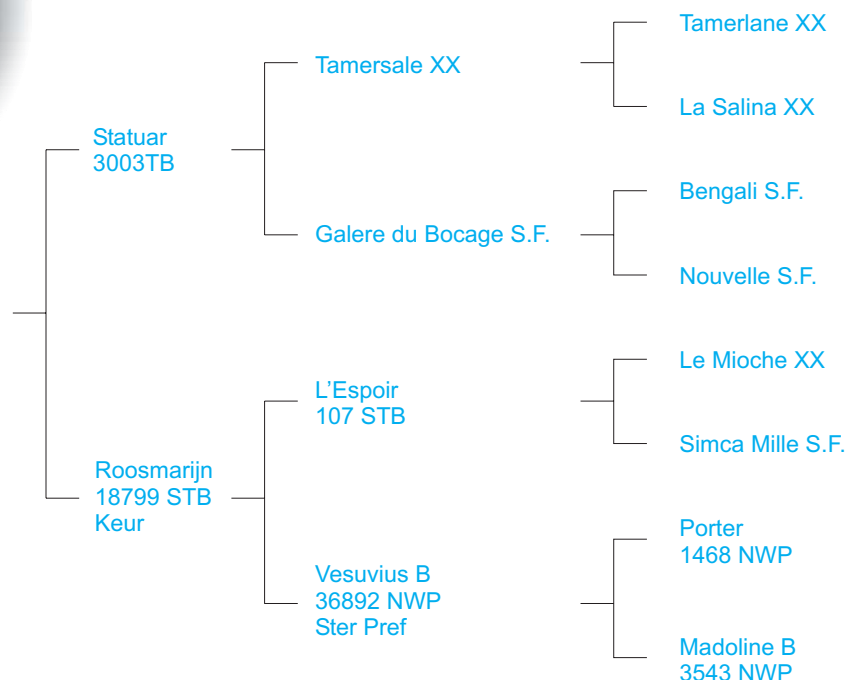 Statuar
3003TB
Roosmarijn
18799 STB
Keur
Tamersale XX
Galere du Bocage S.F.
L'Espoir
107 STB
Vesuvius B
36892 NWP
Ster Pref
Tamerlane XX
La Salina XX
Bengali S.F.
Nouvelle S.F.
Le Mioche XX
Simca Mille S.F.
Porter
1468 NWP
Madoline B
3543 NWP